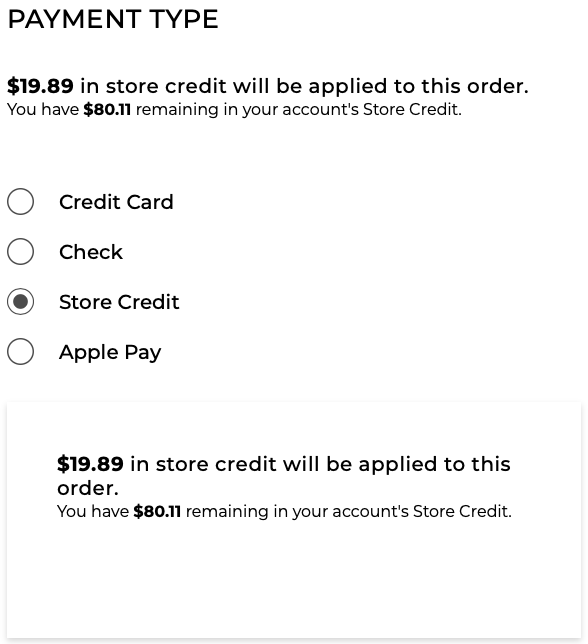 PAYMENT TYPE
$19.89 in store credit will be applied to this order.
You have $80.11 remaining in your account's Store Credit.
Credit Card
Check
Store Credit
Apple Pay
$19.89 in store credit will be applied to this
order.
You have $80.11 remaining in your account's Store Credit.